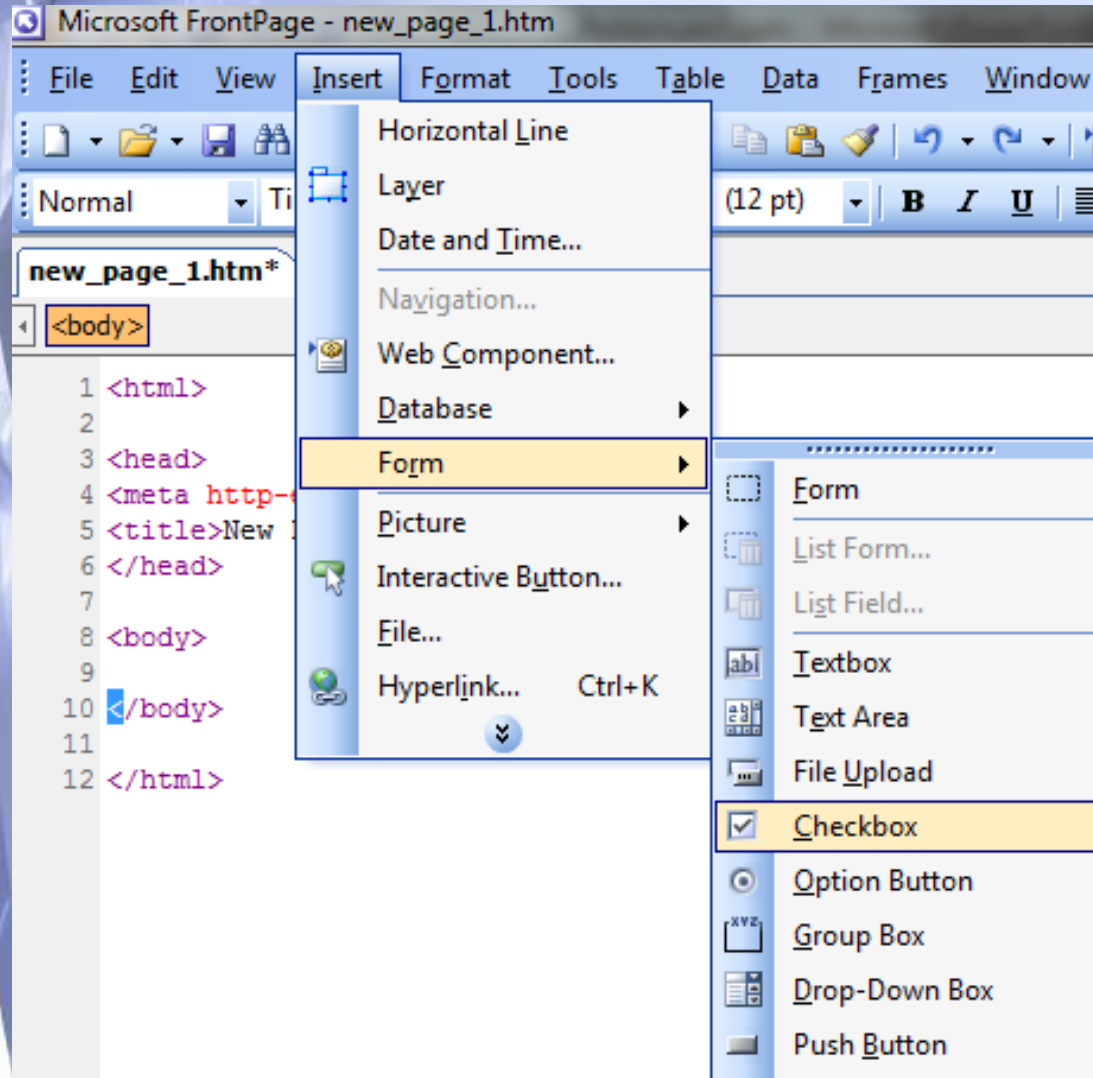 Microsoft FrontPage - new_page_1.htm
File Edit View Insert Format Tools Table Data Frames Window
Normal Ti (12 pt) B I U
new_page_1.htm*
<body>
Horizontal Line
Layer
Date and Time...
Navigation...
Web Component...
Database
Form
Picture
Interactive Button...
File...
Hyperlink... Ctrl+K
Form
List Form...
List Field...
Textbox
Text Area
File Upload
Checkbox
Option Button
Group Box
Drop-Down Box
Push Button
1 <html>
2
3 <head>
4 <meta http-
5 <title>New
6 </head>
7
8 <body>
9
10 </body>
11
12 </html>